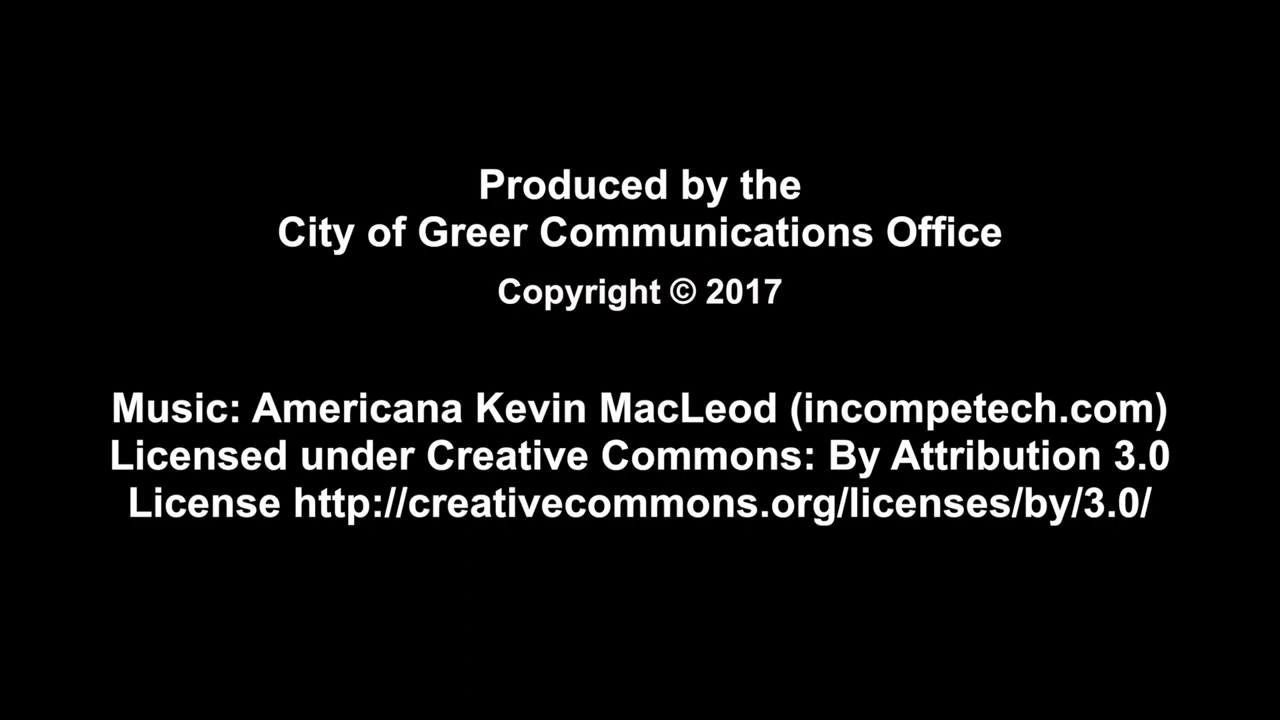 Produced by the
City of Greer Communications Office
Copyright © 2017
Music: Americana Kevin MacLeod (incompetech.com)
Licensed under Creative Commons: By Attribution 3.0
License http://creativecommons.org/licenses/by/3.0/